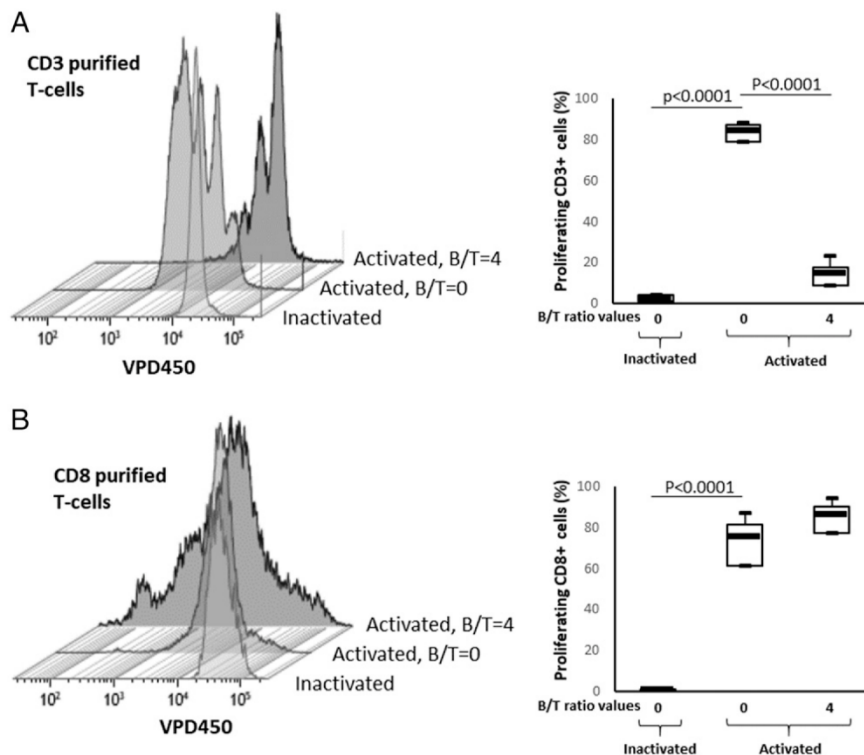 A
CD3 purified
T-cells
Activated, B/T=4
Activated, B/T=0
Inactivated
10² 10³ 10⁴ 10⁵
VPD450
Proliferating CD3+ cells (%)
p<0.0001
P<0.0001
100
80
60
40
20
0
B/T ratio values 0 0 4
Inactivated Activated
B
CD8 purified
T-cells
Activated, B/T=4
Activated, B/T=0
Inactivated
10² 10³ 10⁴ 10⁵
VPD450
Proliferating CD8+ cells (%)
P<0.0001
100
80
60
40
20
0
B/T ratio values 0 0 4
Inactivated Activated